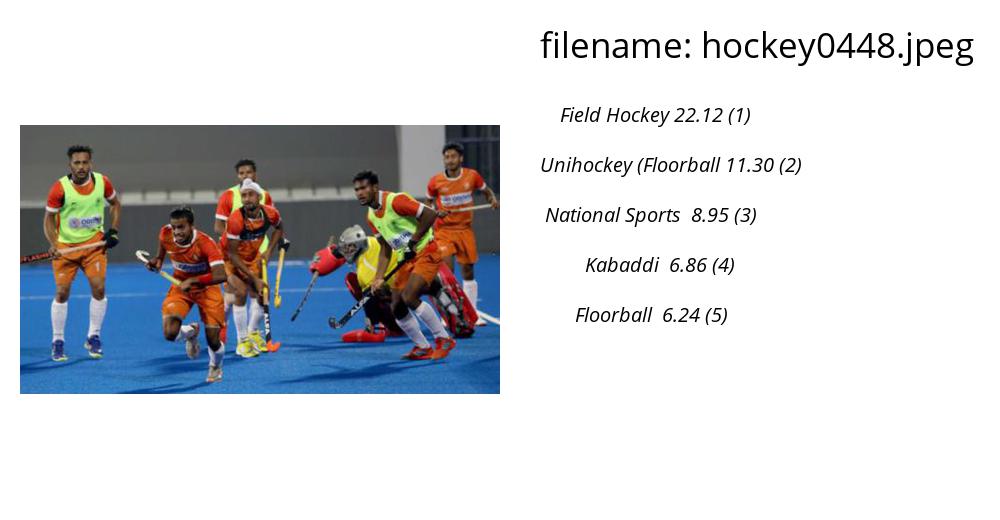 filename: hockey0448.jpeg
Field Hockey 22.12 (1)
Unihockey (Floorball 11.30 (2)
National Sports 8.95 (3)
Kabaddi 6.86 (4)
Floorball 6.24 (5)